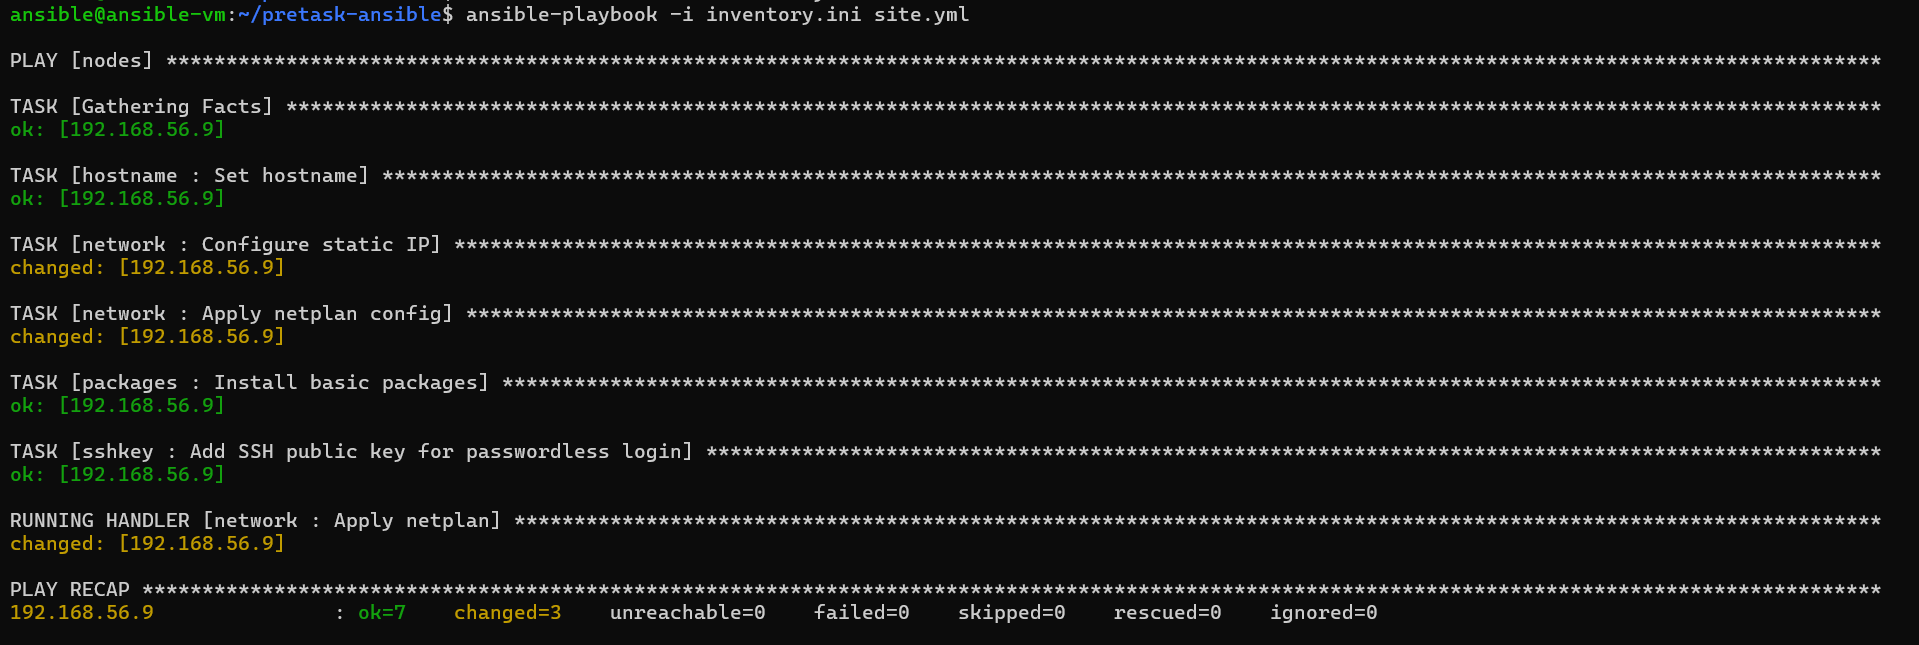 ansible@ansible-vm:~/pretask-ansible$ ansible-playbook -i inventory.ini site.yml
PLAY [nodes] ***********************************************************************************************************************************************
TASK [Gathering Facts] *************************************************************************************************************************************
ok: [192.168.56.9]
TASK [hostname : Set hostname] *****************************************************************************************************************************
ok: [192.168.56.9]
TASK [network : Configure static IP] ***********************************************************************************************************************
changed: [192.168.56.9]
TASK [network : Apply netplan config] **********************************************************************************************************************
changed: [192.168.56.9]
TASK [packages : Install basic packages] *******************************************************************************************************************
ok: [192.168.56.9]
TASK [sshkey : Add SSH public key for passwordless login] **************************************************************************************************
ok: [192.168.56.9]
RUNNING HANDLER [network : Apply netplan] ******************************************************************************************************************
changed: [192.168.56.9]
PLAY RECAP *************************************************************************************************************************************************
192.168.56.9               : ok=7    changed=3    unreachable=0    failed=0    skipped=0    rescued=0    ignored=0